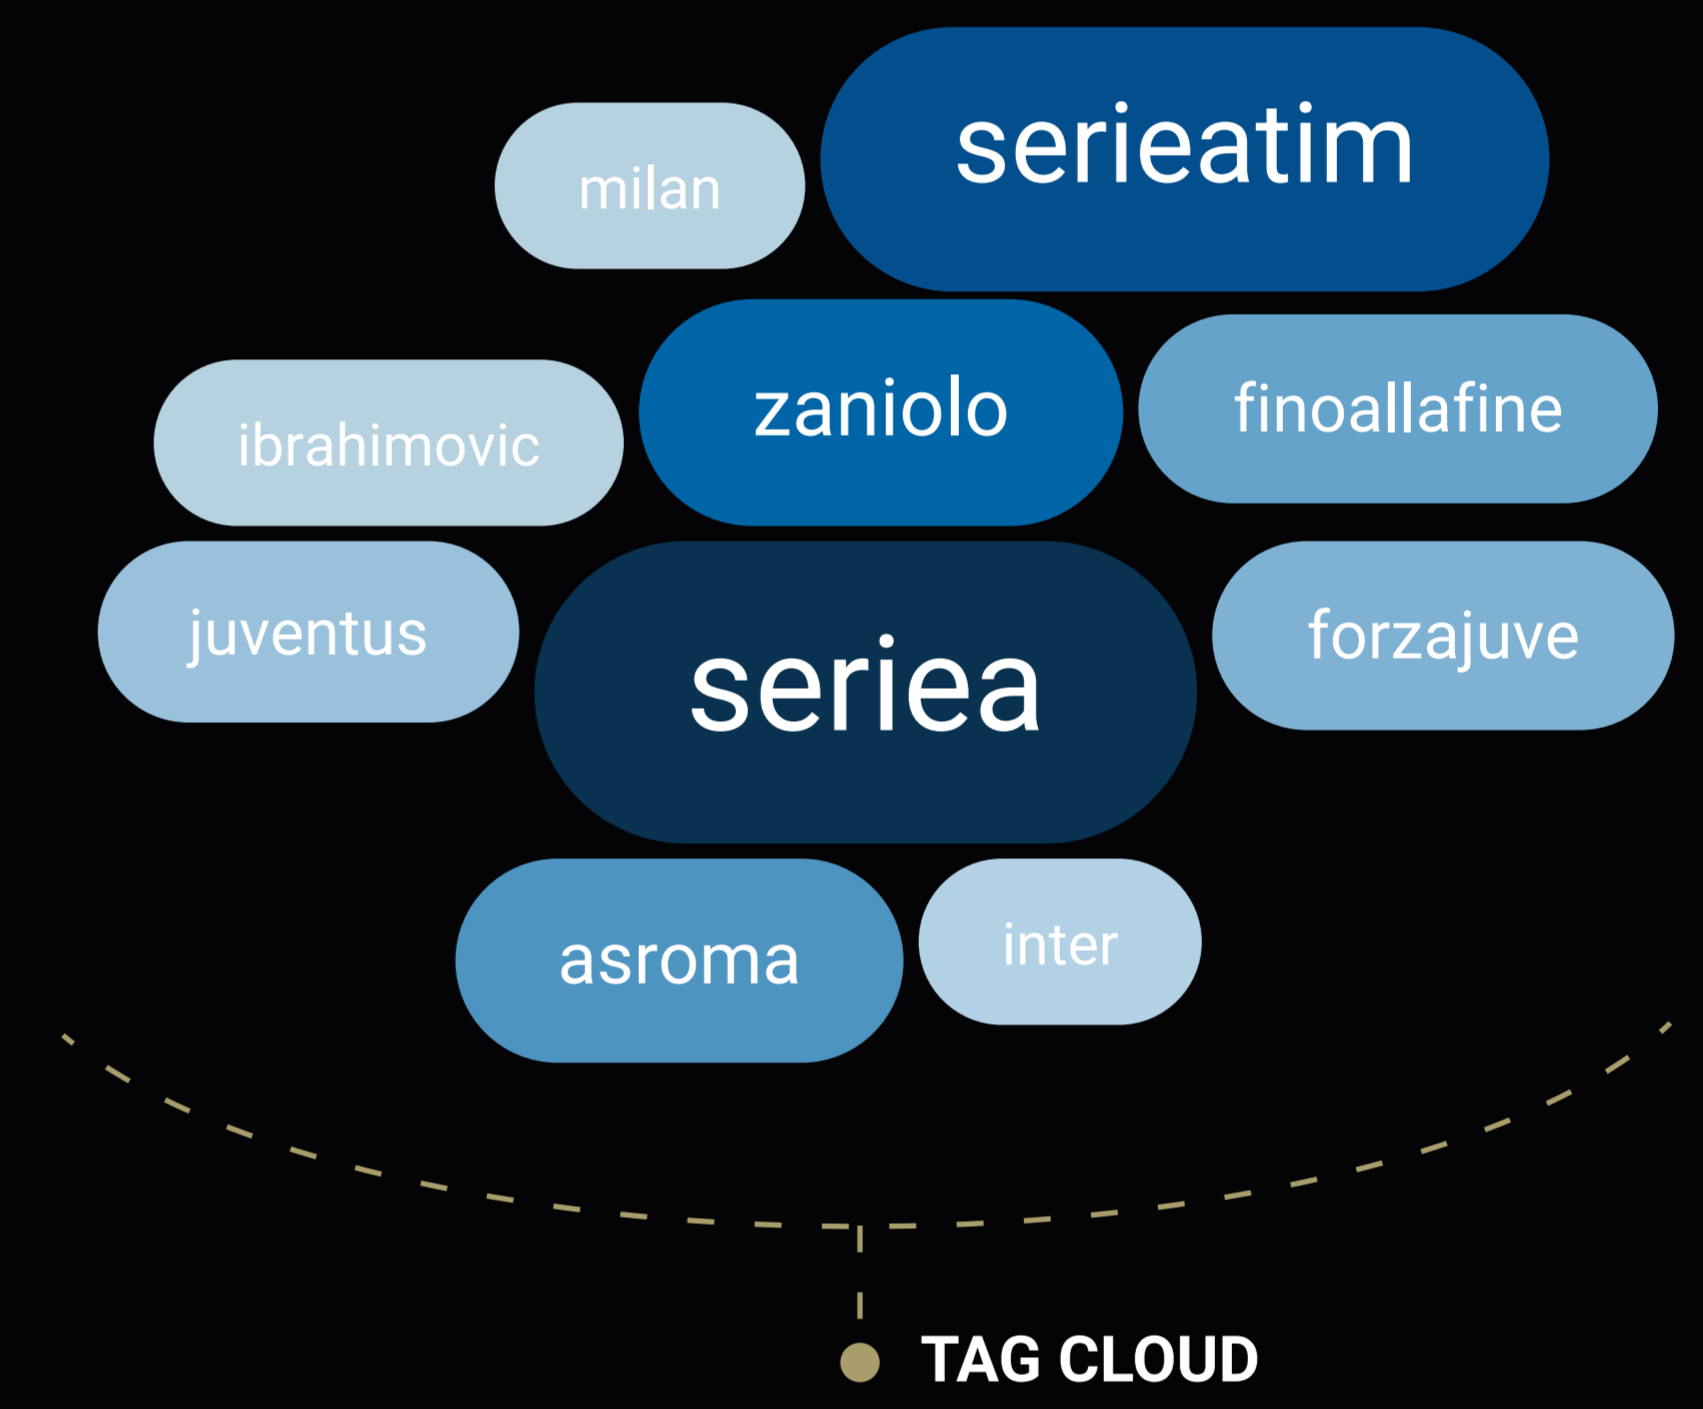 serieatim
milan
zaniolo
finoallafine
ibrahimovic
juventus
seriea
forzajuve
asroma
inter
TAG CLOUD